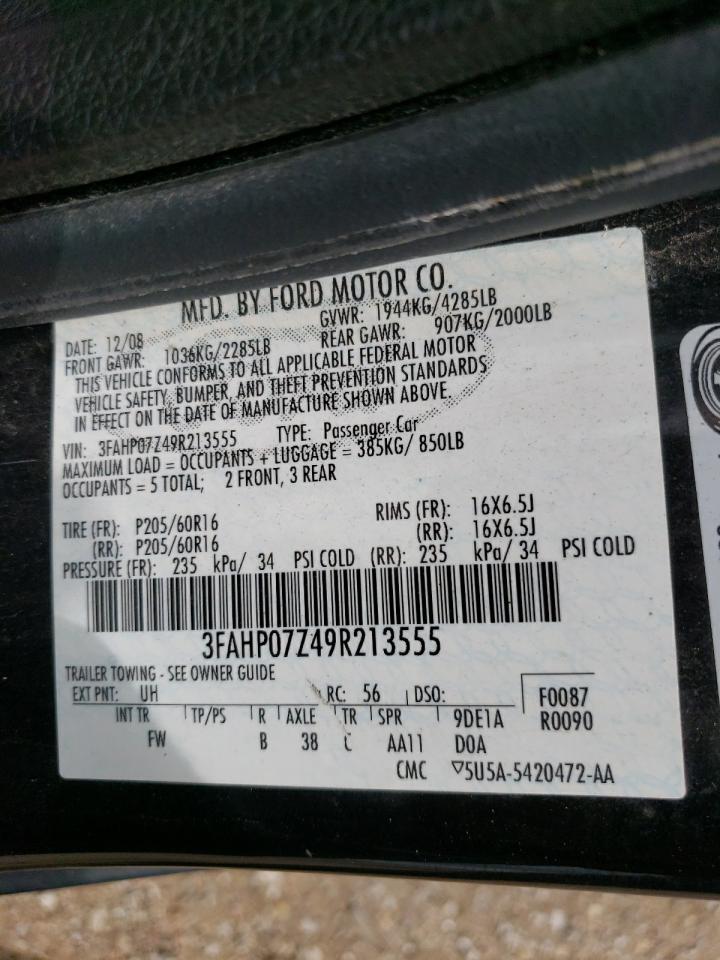 MFD. BY FORD MOTOR CO.
DATE: 12/08 GVWR: 1944KG/4285LB
FRONT GAWR: 1036KG/2285LB REAR GAWR: 907KG/2000LB
THIS VEHICLE CONFORMS TO ALL APPLICABLE FEDERAL MOTOR
VEHICLE SAFETY, BUMPER, AND THEFT PREVENTION STANDARDS
IN EFFECT ON THE DATE OF MANUFACTURE SHOWN ABOVE.
VIN: 3FAHP07Z49R213555 TYPE: Passenger Car
MAXIMUM LOAD = OCCUPANTS + LUGGAGE = 385KG/ 850LB
OCCUPANTS = 5 TOTAL; 2 FRONT, 3 REAR
TIRE (FR): P205/60R16 RIMS (FR): 16X6.5J
(RR): P205/60R16 (RR): 16X6.5J
PRESSURE (FR): 235 kPa/ 34 PSI COLD (RR): 235 kPa/ 34 PSI COLD
3FAHP07Z49R213555
TRAILER TOWING - SEE OWNER GUIDE
EXT PNT: UH RC: 56 DSO: F0087
INT TR TP/PS R AXLE TR SPR 9DE1A R0090
FW B 38 AA11 D0A
CMC ▽5U5A-5420472-AA